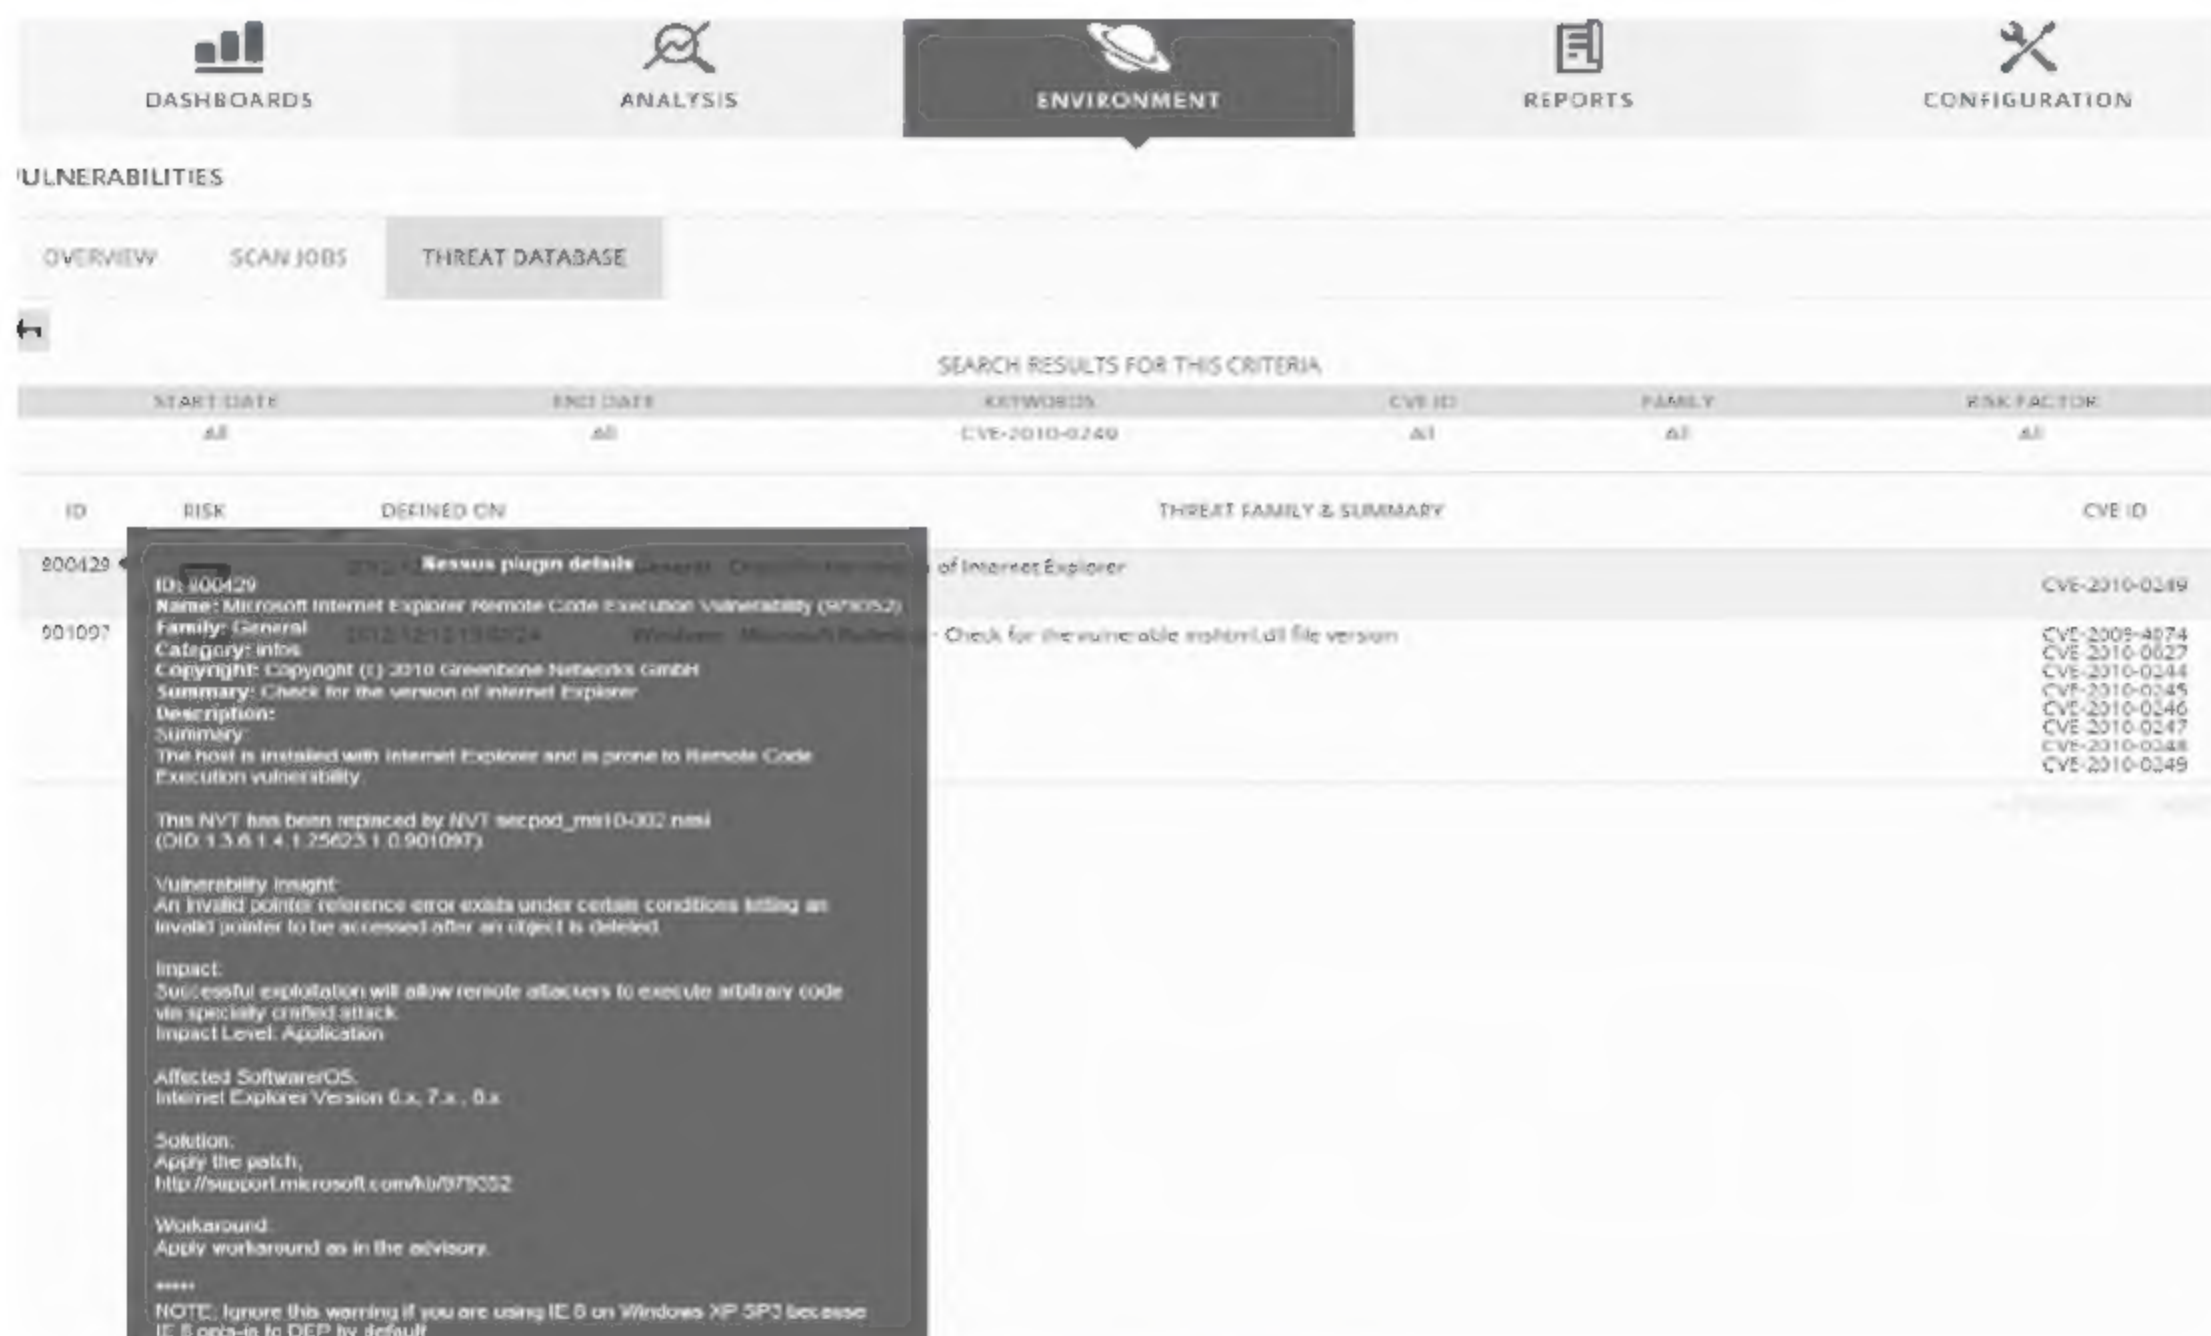 DASHBOARDS
ANALYSIS
ENVIRONMENT
REPORTS
CONFIGURATION
VULNERABILITIES
OVERVIEW
SCAN JOBS
THREAT DATABASE
SEARCH RESULTS FOR THIS CRITERIA
START DATE
END DATE
KEYWORDS
CVE ID
FAMILY
RISK FACTOR
All
All
CVE-2010-0249
All
All
All
ID
RISK
DEFINED ON
THREAT FAMILY & SUMMARY
CVE ID
800429
of Internet Explorer
CVE-2010-0249
901097
- Check for the vulnerable mshtml.dll file version
CVE-2009-4074
CVE-2010-0027
CVE-2010-0244
CVE-2010-0245
CVE-2010-0246
CVE-2010-0247
CVE-2010-0248
CVE-2010-0249
Nessus plugin details
ID: 800429
Name: Microsoft Internet Explorer Remote Code Execution Vulnerability (979352)
Family: General
Category: infos
Copyright: Copyright (c) 2010 Greenbone Networks GmbH
Summary: Check for the version of Internet Explorer
Description:
Summary:
The host is installed with Internet Explorer and is prone to Remote Code
Execution vulnerability.
This NVT has been replaced by NVT secpod_ms10-002.nasl
(OID:1.3.6.1.4.1.25623.1.0.901097).
Vulnerability Insight:
An invalid pointer reference error exists under certain conditions letting an
invalid pointer to be accessed after an object is deleted.
Impact:
Successful exploitation will allow remote attackers to execute arbitrary code
via specially crafted attack.
Impact Level: Application
Affected Software/OS:
Internet Explorer Version 6.x, 7.x , 8.x
Solution:
Apply the patch,
http://support.microsoft.com/kb/979352
Workaround:
Apply workaround as in the advisory.
*****
NOTE: Ignore this warning if you are using IE 8 on Windows XP SP3 because
IE 8 opts-in to DEP by default